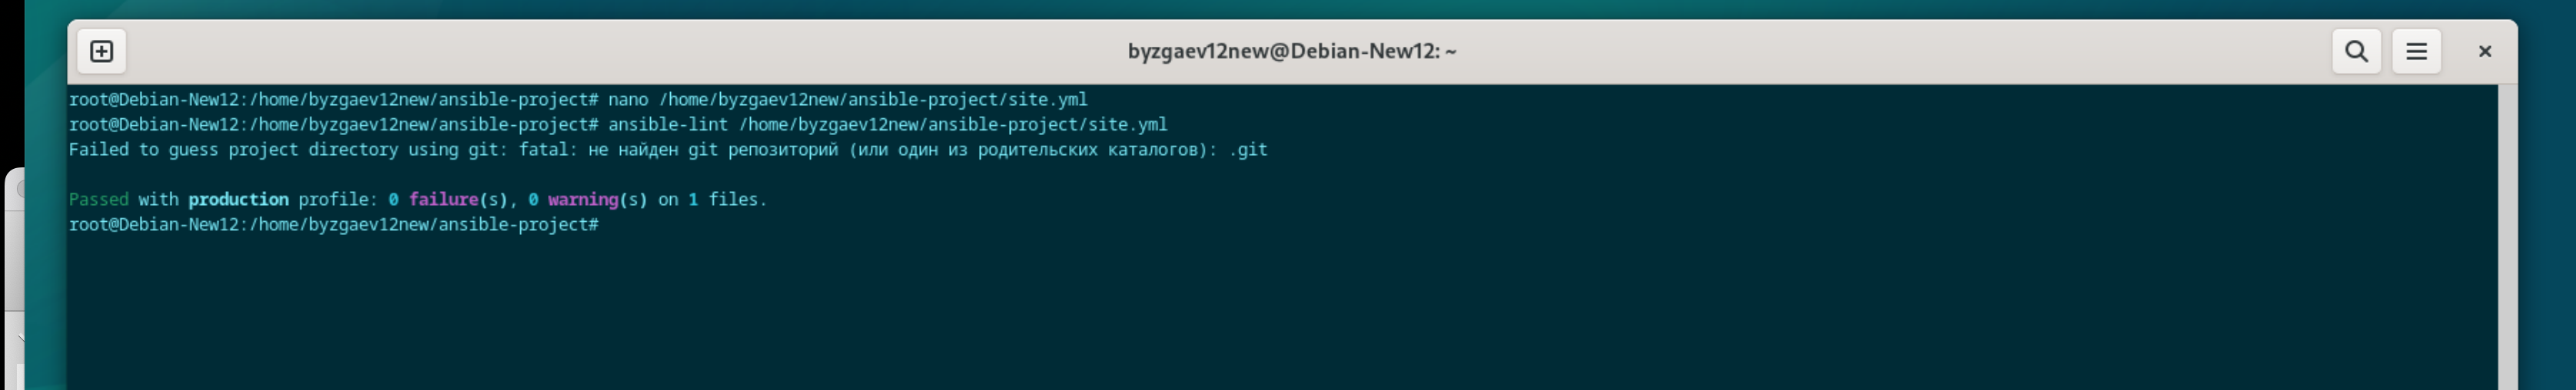 byzgaev12new@Debian-New12: ~
root@Debian-New12:/home/byzgaev12new/ansible-project# nano /home/byzgaev12new/ansible-project/site.yml
root@Debian-New12:/home/byzgaev12new/ansible-project# ansible-lint /home/byzgaev12new/ansible-project/site.yml
Failed to guess project directory using git: fatal: не найден git репозиторий (или один из родительских каталогов): .git
Passed with production profile: 0 failure(s), 0 warning(s) on 1 files.
root@Debian-New12:/home/byzgaev12new/ansible-project#